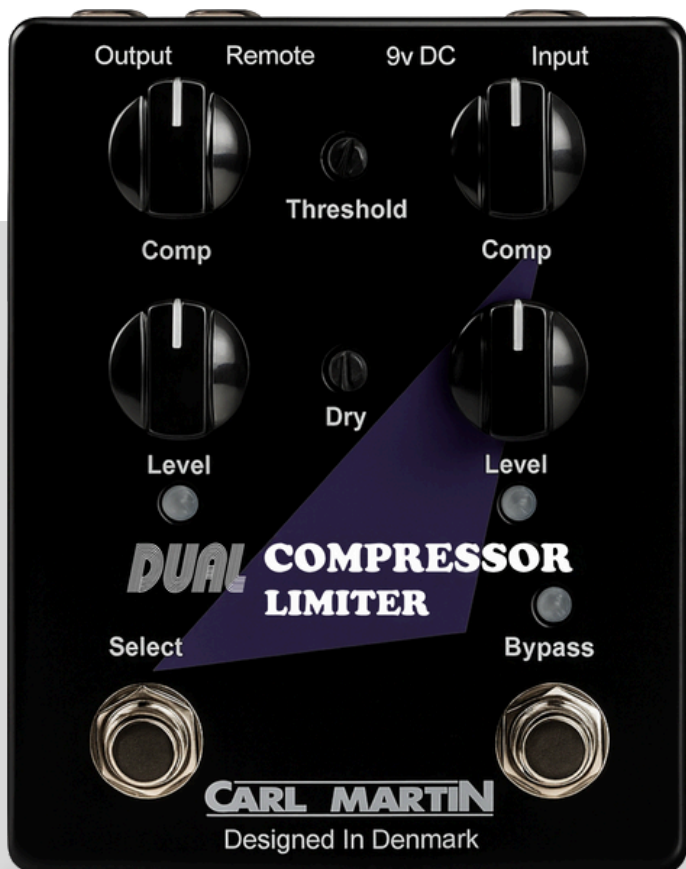 Output Remote 9v DC Input
Threshold
Comp Comp
Dry
Level Level
DUAL COMPRESSOR
LIMITER
Select Bypass
CARL MARTIN
Designed In Denmark